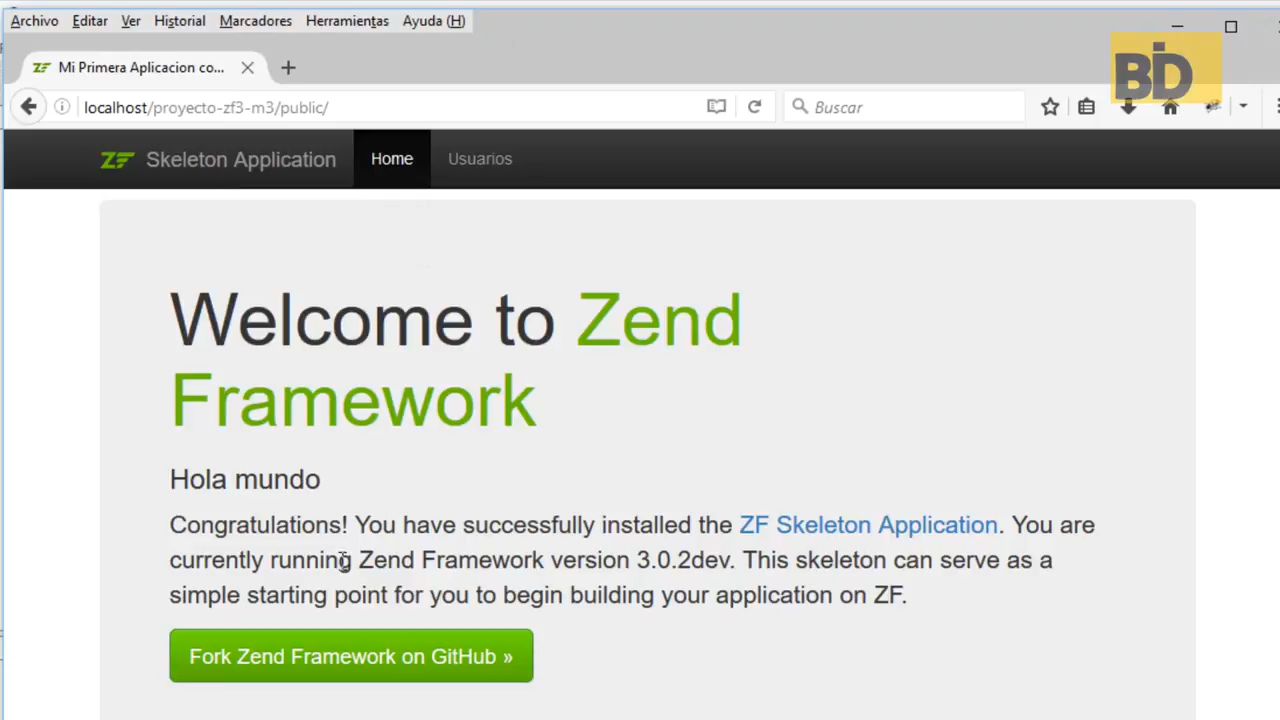 Archivo Editar Ver Historial Marcadores Herramientas Ayuda (H)
ZF Mi Primera Aplicacion co...
localhost/proyecto-zf3-m3/public/
Buscar
BID
ZF Skeleton Application Home Usuarios
Welcome to Zend
Framework
Hola mundo
Congratulations! You have successfully installed the ZF Skeleton Application. You are
currently running Zend Framework version 3.0.2dev. This skeleton can serve as a
simple starting point for you to begin building your application on ZF.
Fork Zend Framework on GitHub »